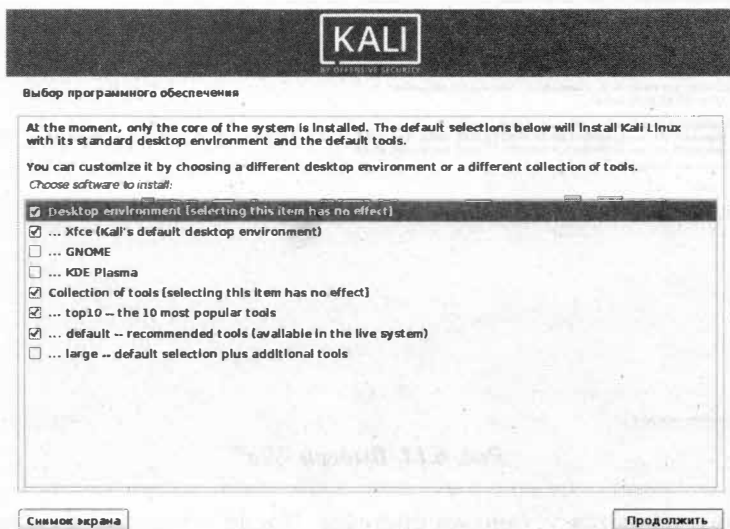 KALI
BY OFFENSIVE SECURITY
Выбор программного обеспечения
At the moment, only the core of the system is installed. The default selections below will install Kali Linux
with its standard desktop environment and the default tools.
You can customize it by choosing a different desktop environment or a different collection of tools.
Choose software to install:
Desktop environment [selecting this item has no effect]
... Xfce (Kali's default desktop environment)
... GNOME
... KDE Plasma
Collection of tools [selecting this item has no effect]
... top10 -- the 10 most popular tools
... default -- recommended tools (available in the live system)
... large -- default selection plus additional tools
Снимок экрана
Продолжить